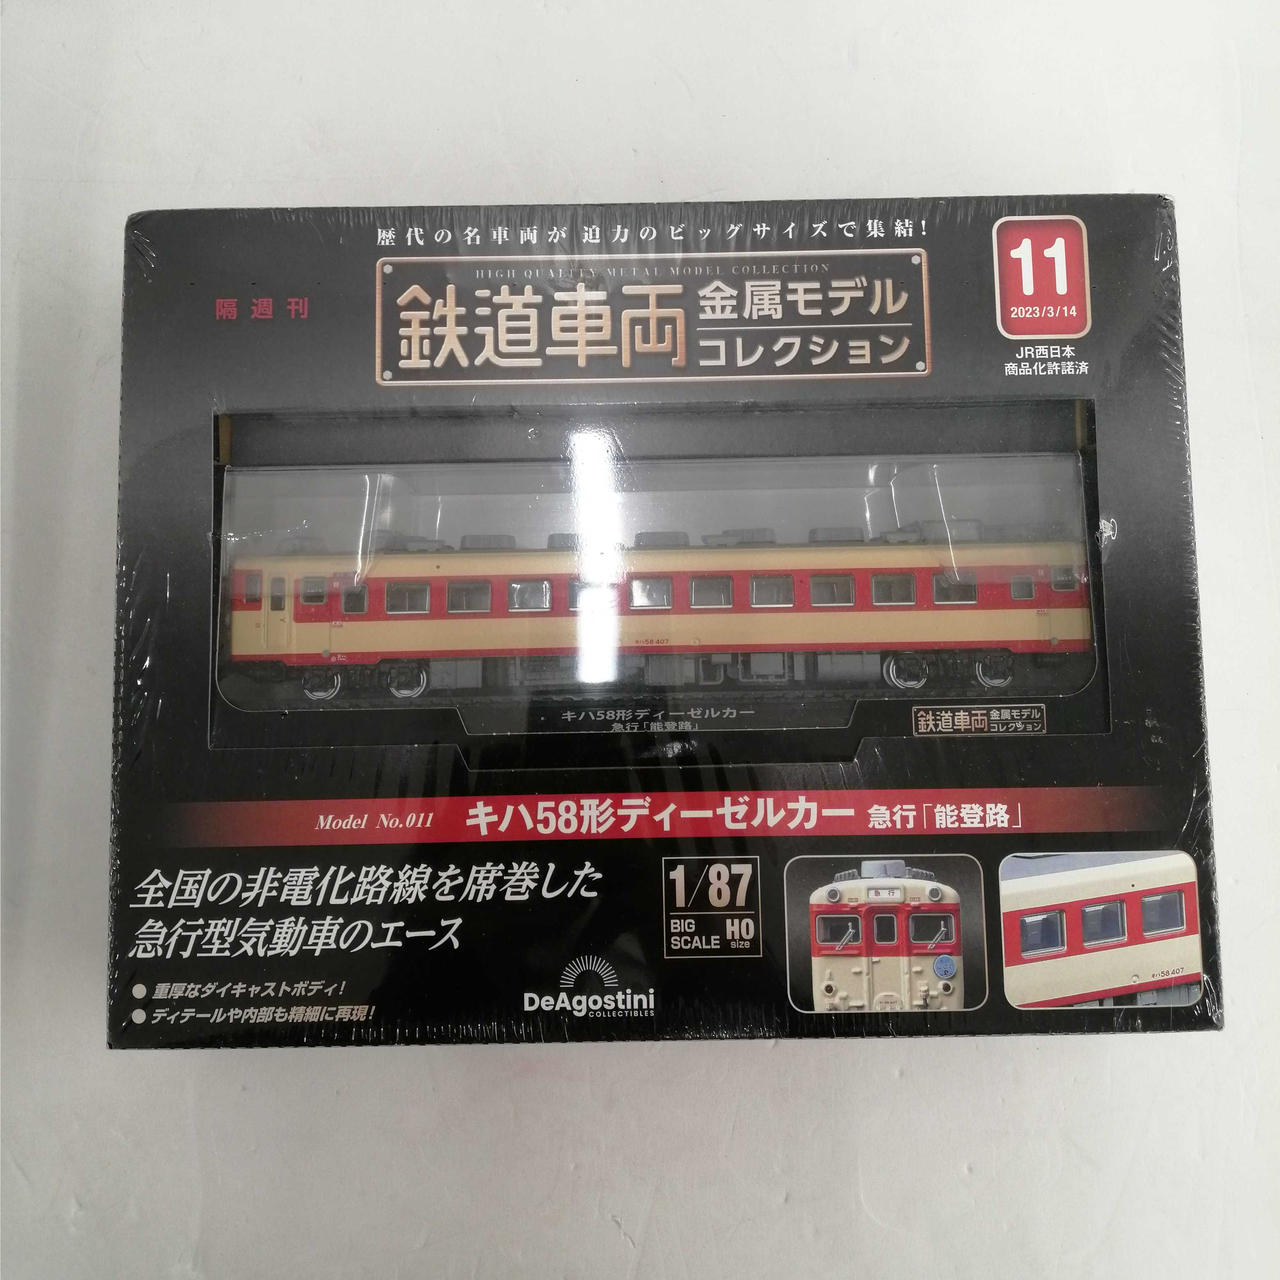 歴代の名車両が迫力のビッグサイズで集結!
HIGH QUALITY METAL MODEL COLLECTION
隔週刊
鉄道車両 金属モデル
コレクション
11
2023/3/14
JR西日本
商品化許諾済
キハ58 407
キハ58形ディーゼルカー
急行「能登路」
鉄道車両 金属モデル
コレクション
Model No.011 キハ58形ディーゼルカー 急行「能登路」
全国の非電化路線を席巻した
急行型気動車のエース
● 重厚なダイキャストボディ!
● ディテールや内部も精細に再現!
DeAgostini
COLLECTIBLES
1/87
BIG
SCALE
HO
size
急行
キハ58 407